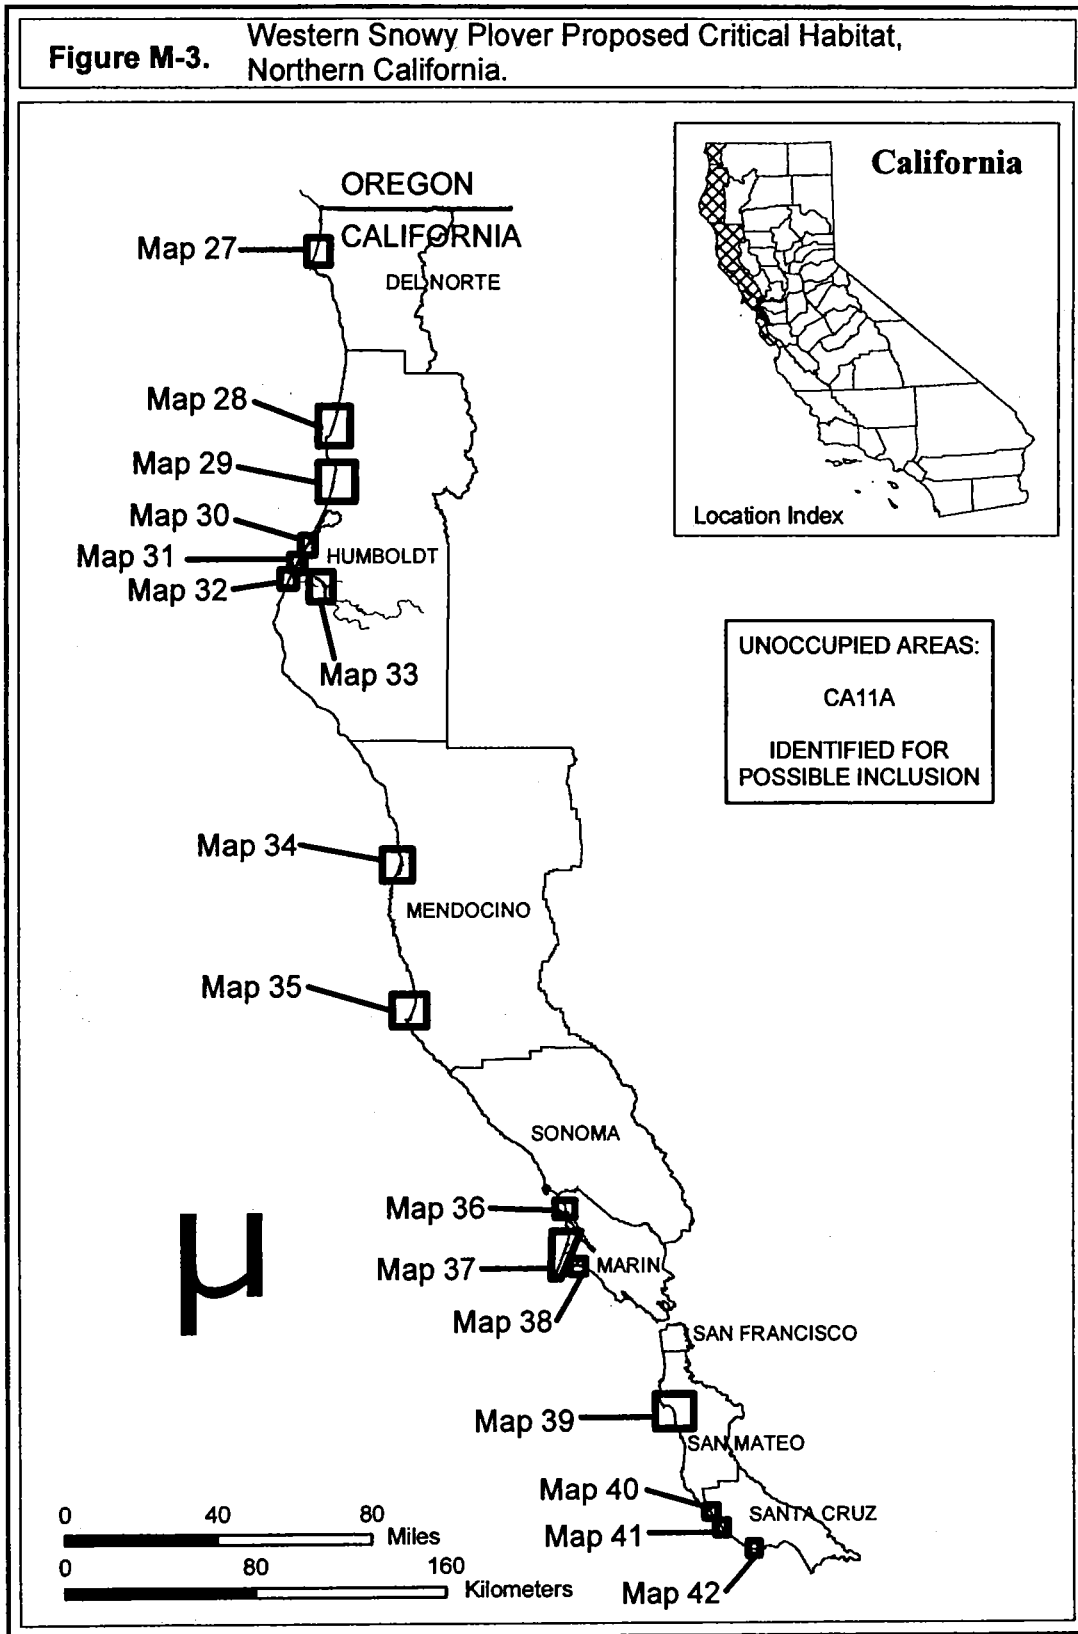 Figure M-3.
Western Snowy Plover Proposed Critical Habitat,
Northern California.
California
Location Index
OREGON
CALIFORNIA
DEL NORTE
Map 27
Map 28
Map 29
Map 30
Map 31
Map 32
HUMBOLDT
Map 33
UNOCCUPIED AREAS:
CA11A
IDENTIFIED FOR
POSSIBLE INCLUSION
Map 34
MENDOCINO
Map 35
SONOMA
Map 36
Map 37
MARIN
Map 38
SAN FRANCISCO
Map 39
SAN MATEO
Map 40
SANTA CRUZ
Map 41
Map 42
µ
0 40 80
Miles
0 80 160
Kilometers